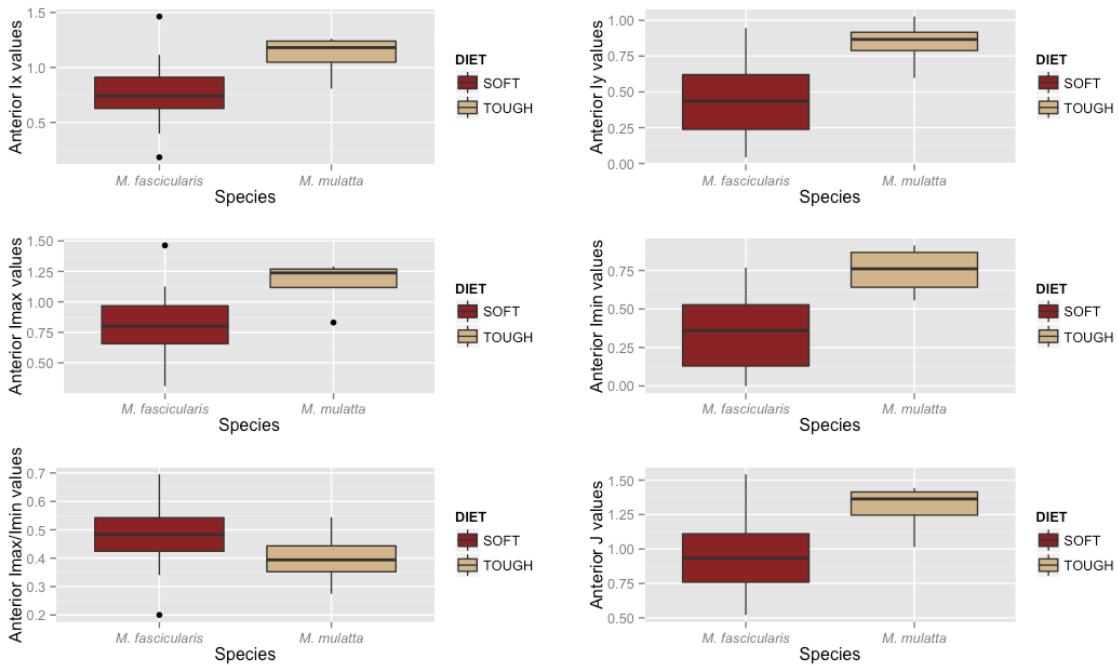 Anterior Ix values
1.5
1.0
0.5
M. fascicularis
M. mulatta
Species
DIET
SOFT
TOUGH
Anterior Iy values
1.00
0.75
0.50
0.25
0.00
M. fascicularis
M. mulatta
Species
DIET
SOFT
TOUGH
Anterior Imax values
1.50
1.25
1.00
0.75
0.50
M. fascicularis
M. mulatta
Species
DIET
SOFT
TOUGH
Anterior Imin values
0.75
0.50
0.25
0.00
M. fascicularis
M. mulatta
Species
DIET
SOFT
TOUGH
Anterior Imax/Imin values
0.7
0.6
0.5
0.4
0.3
0.2
M. fascicularis
M. mulatta
Species
DIET
SOFT
TOUGH
Anterior J values
1.50
1.25
1.00
0.75
0.50
M. fascicularis
M. mulatta
Species
DIET
SOFT
TOUGH